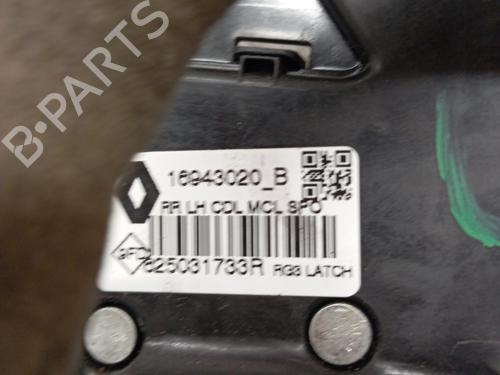 B-PARTS
16943020_B
RR LH CDL MCL SPO
825031733R RG3 LATCH